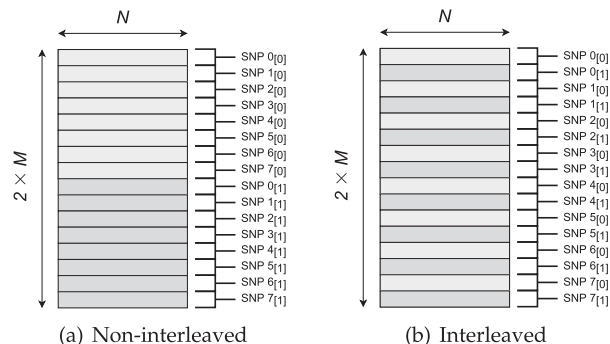 N
2 × M
SNP 0[0]
SNP 1[0]
SNP 2[0]
SNP 3[0]
SNP 4[0]
SNP 5[0]
SNP 6[0]
SNP 7[0]
SNP 0[1]
SNP 1[1]
SNP 2[1]
SNP 3[1]
SNP 4[1]
SNP 5[1]
SNP 6[1]
SNP 7[1]
(a) Non-interleaved
N
2 × M
SNP 0[0]
SNP 0[1]
SNP 1[0]
SNP 1[1]
SNP 2[0]
SNP 2[1]
SNP 3[0]
SNP 3[1]
SNP 4[0]
SNP 4[1]
SNP 5[0]
SNP 5[1]
SNP 6[0]
SNP 6[1]
SNP 7[0]
SNP 7[1]
(b) Interleaved